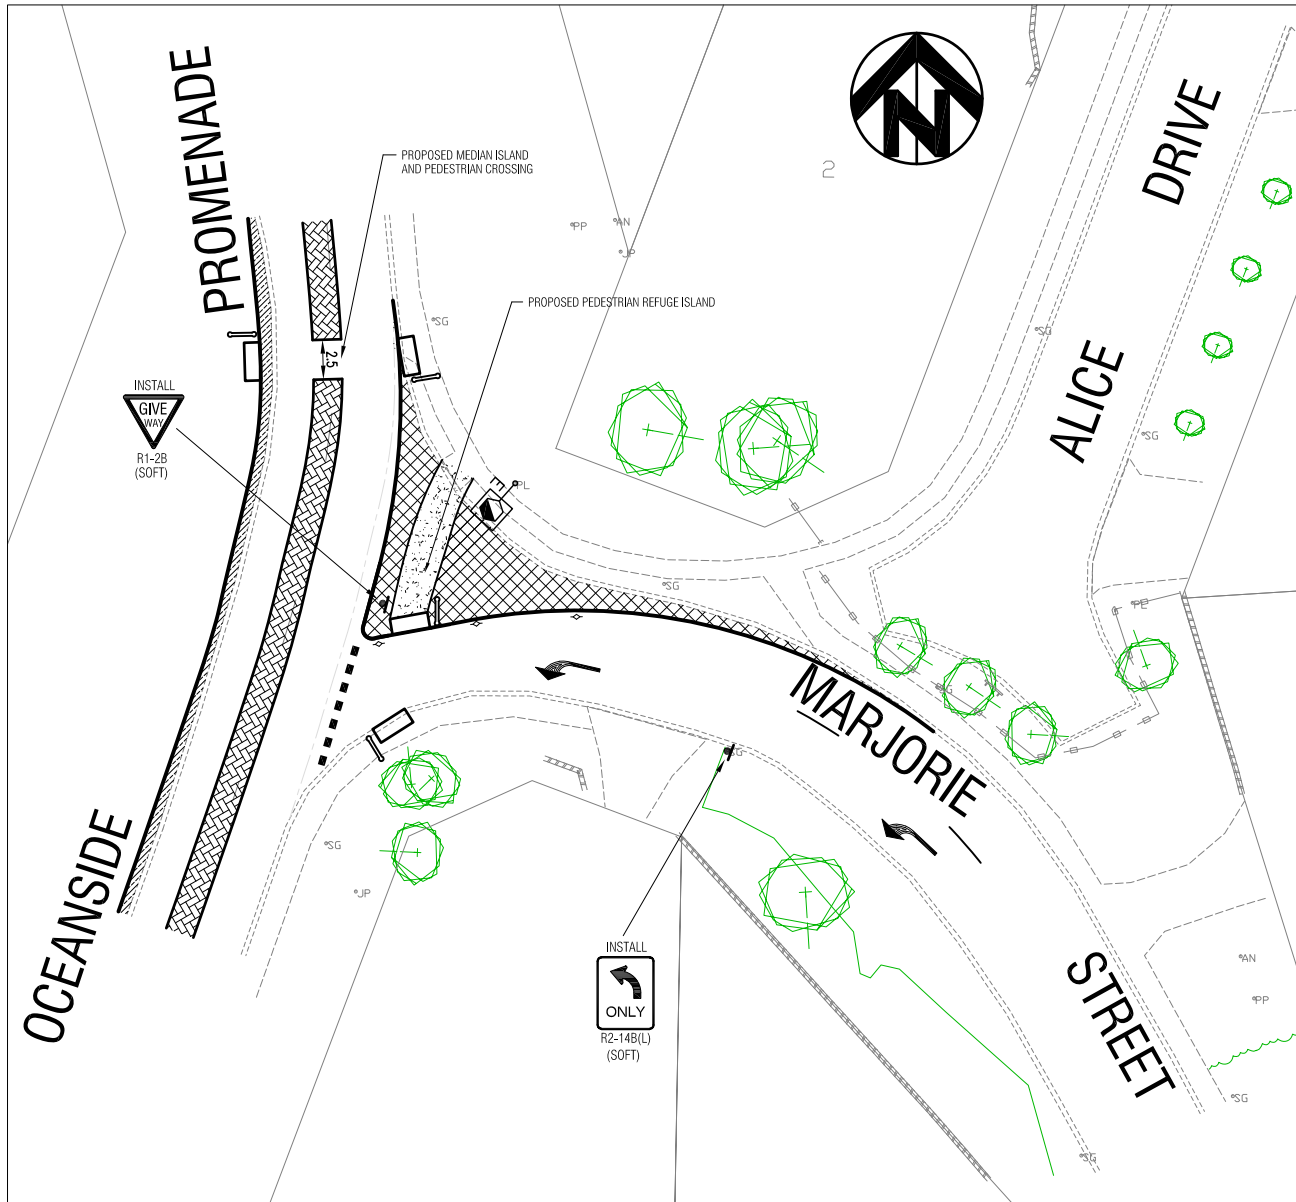 PROMENADE
PROPOSED MEDIAN ISLAND
AND PEDESTRIAN CROSSING
N
2
DRIVE
°PP
°AN
°JP
PROPOSED PEDESTRIAN REFUGE ISLAND
°SG
°SG
2.5
ALICE
INSTALL
GIVE
WAY
R1-2B
(SOFT)
°SG
E
PL
°SG
°PE
MARJORIE
SG
OCEANSIDE
°SG
°JP
INSTALL
ONLY
R2-14B(L)
(SOFT)
STREET
°AN
°PP
°SG
°SG